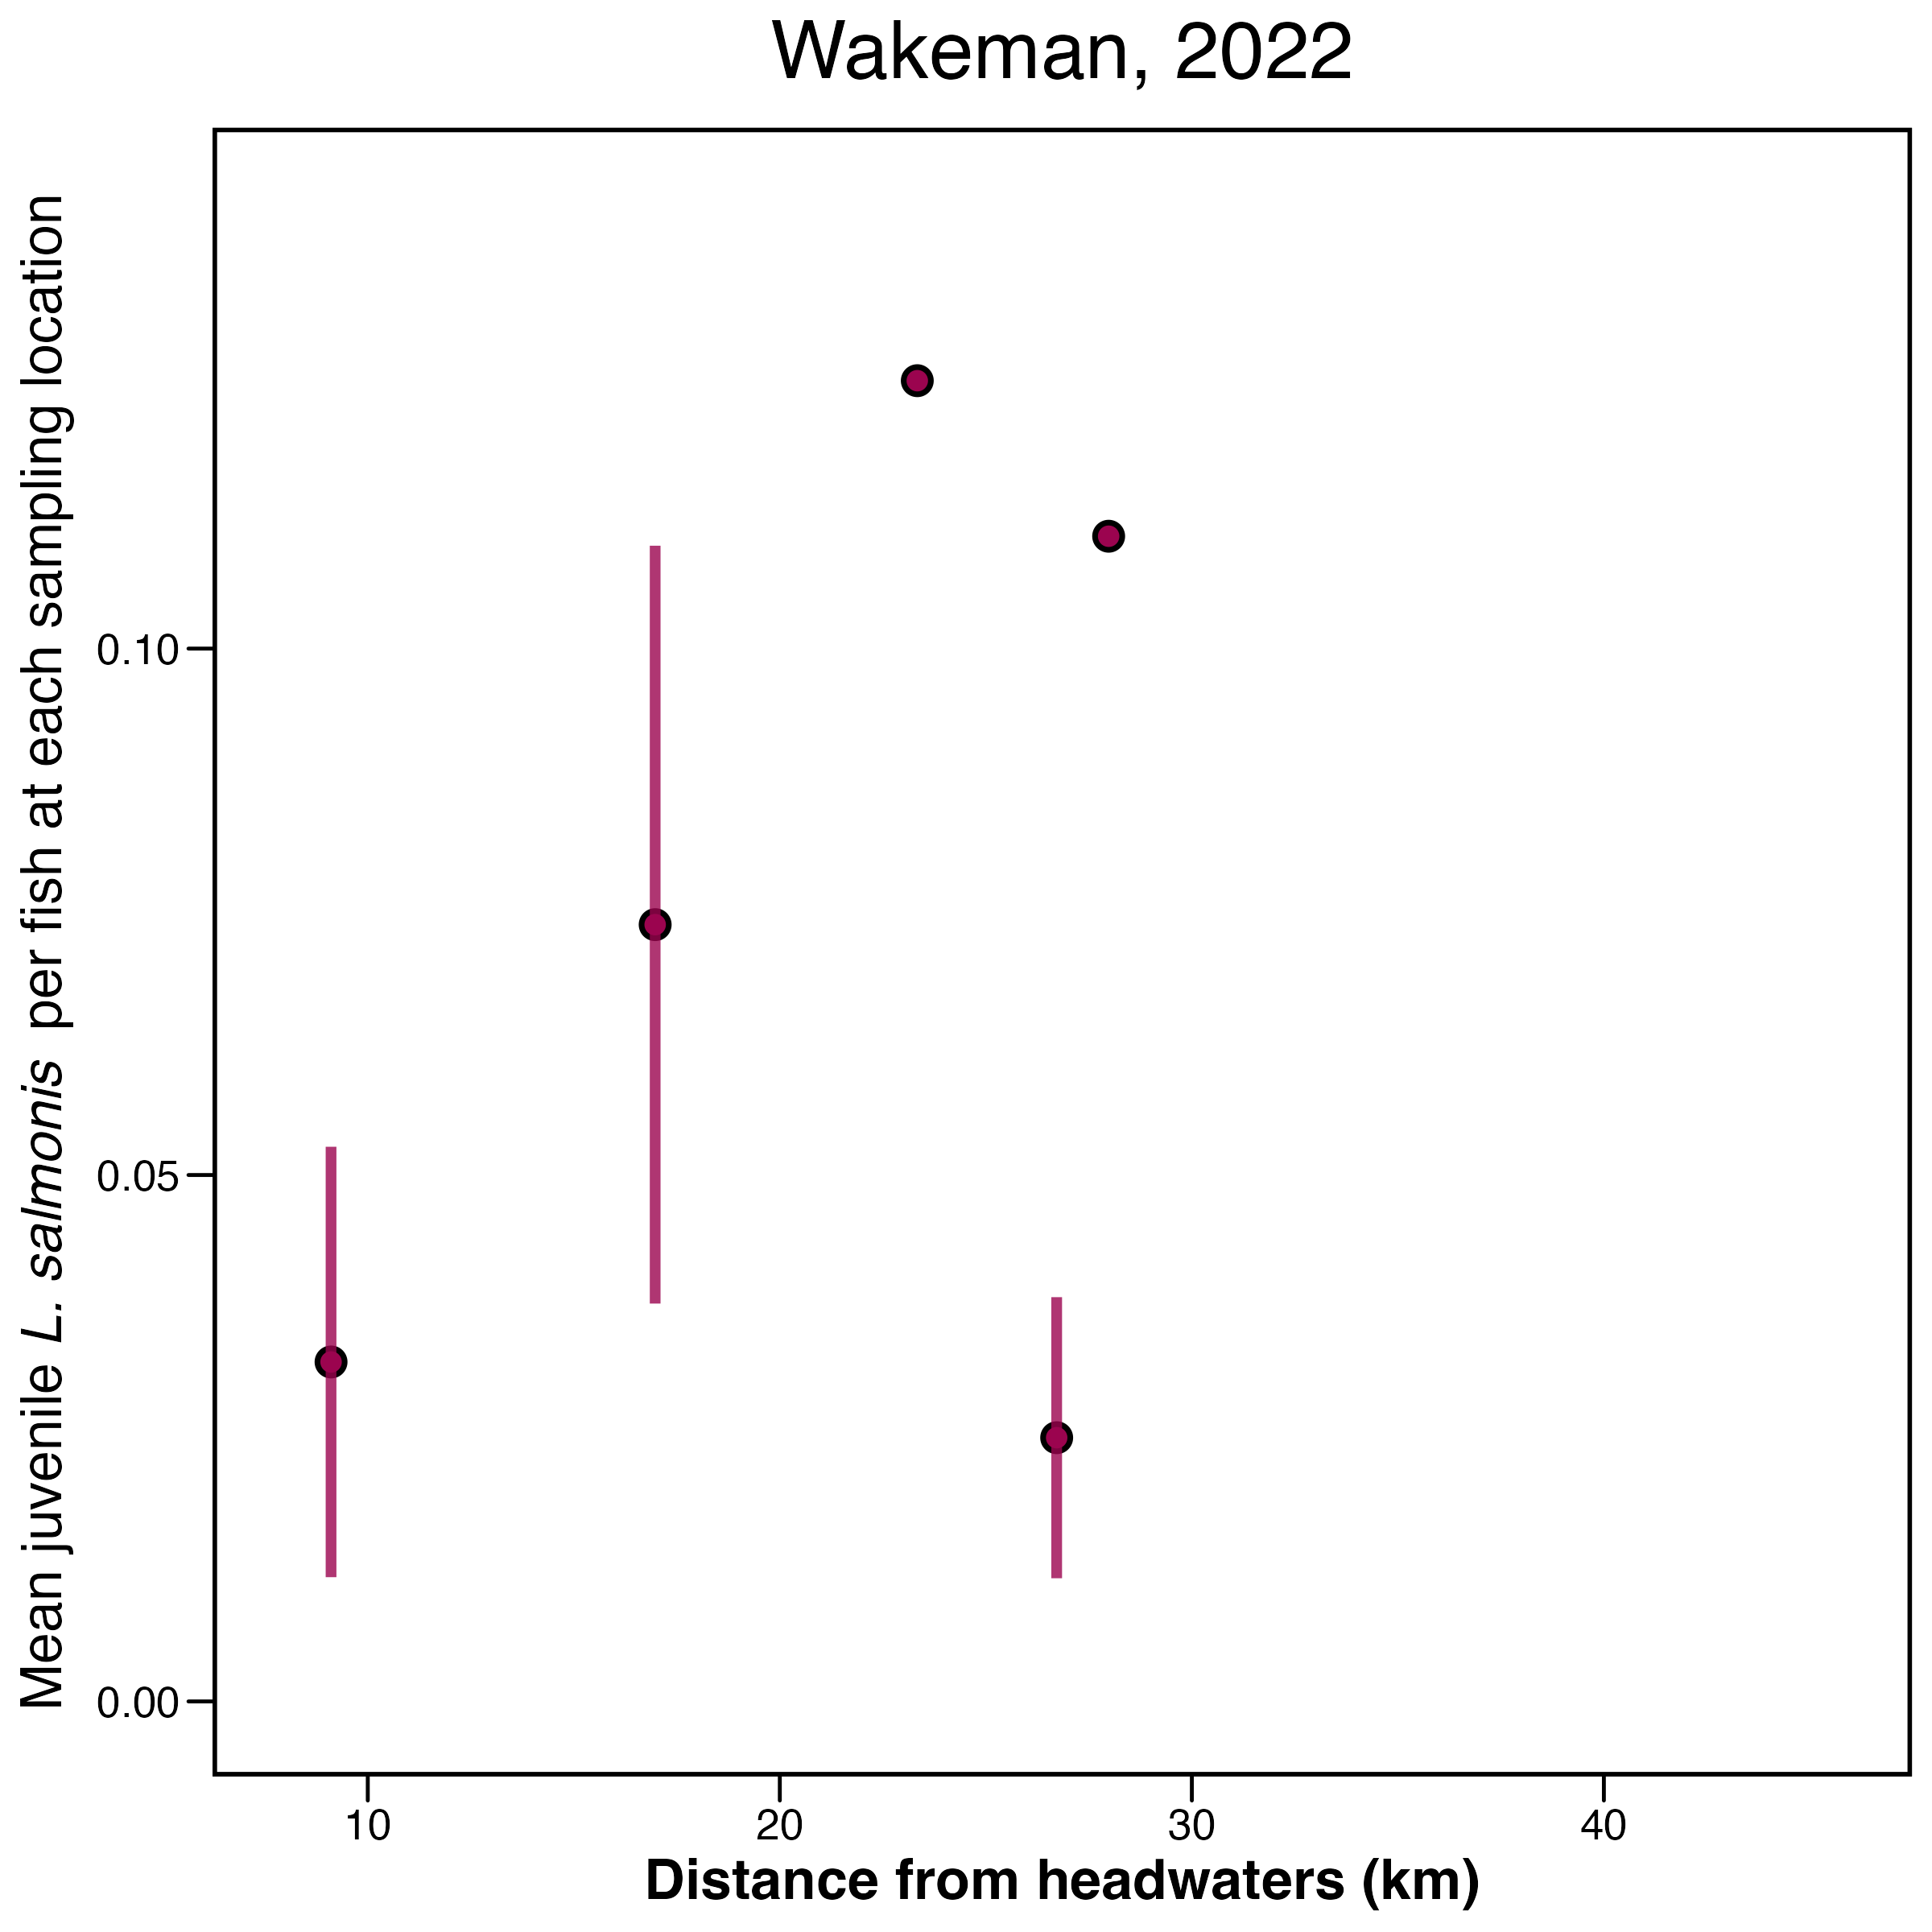 Wakeman, 2022
Mean juvenile L. salmonis per fish at each sampling location
0.10
0.05
0.00
10
20
30
40
Distance from headwaters (km)